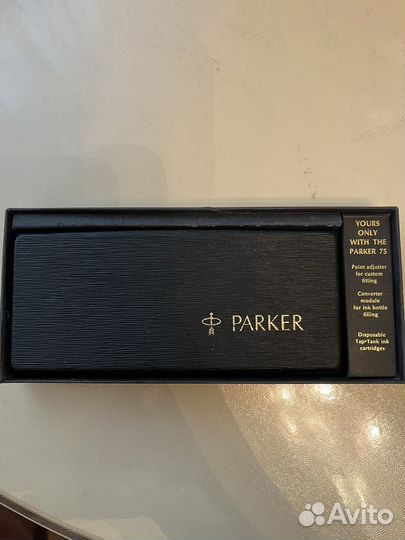 PARKER
YOURS
ONLY
WITH THE
PARKER 75
Point adjuster
for custom
fitting
Converter
module
for ink bottle
filling
Disposable
Tap•Tank ink
cartridges
Avito